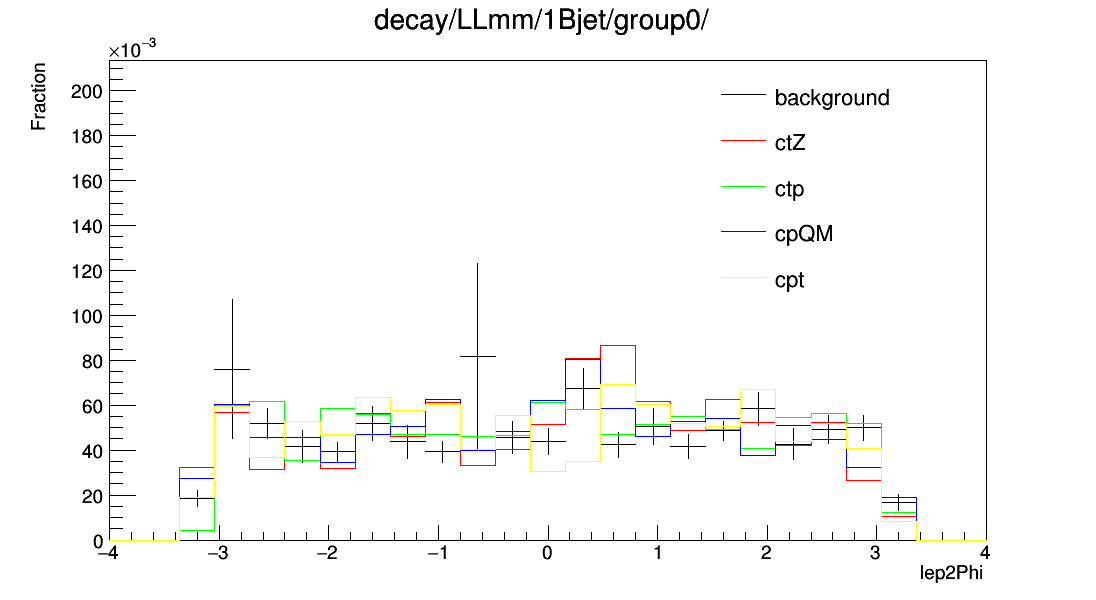 decay/LLmm/1Bjet/group0/
×10⁻³
Fraction
200
180
160
140
120
100
80
60
40
20
0
background
ctZ
ctp
cpQM
cpt
−4 −3 −2 −1 0 1 2 3 4
lep2Phi